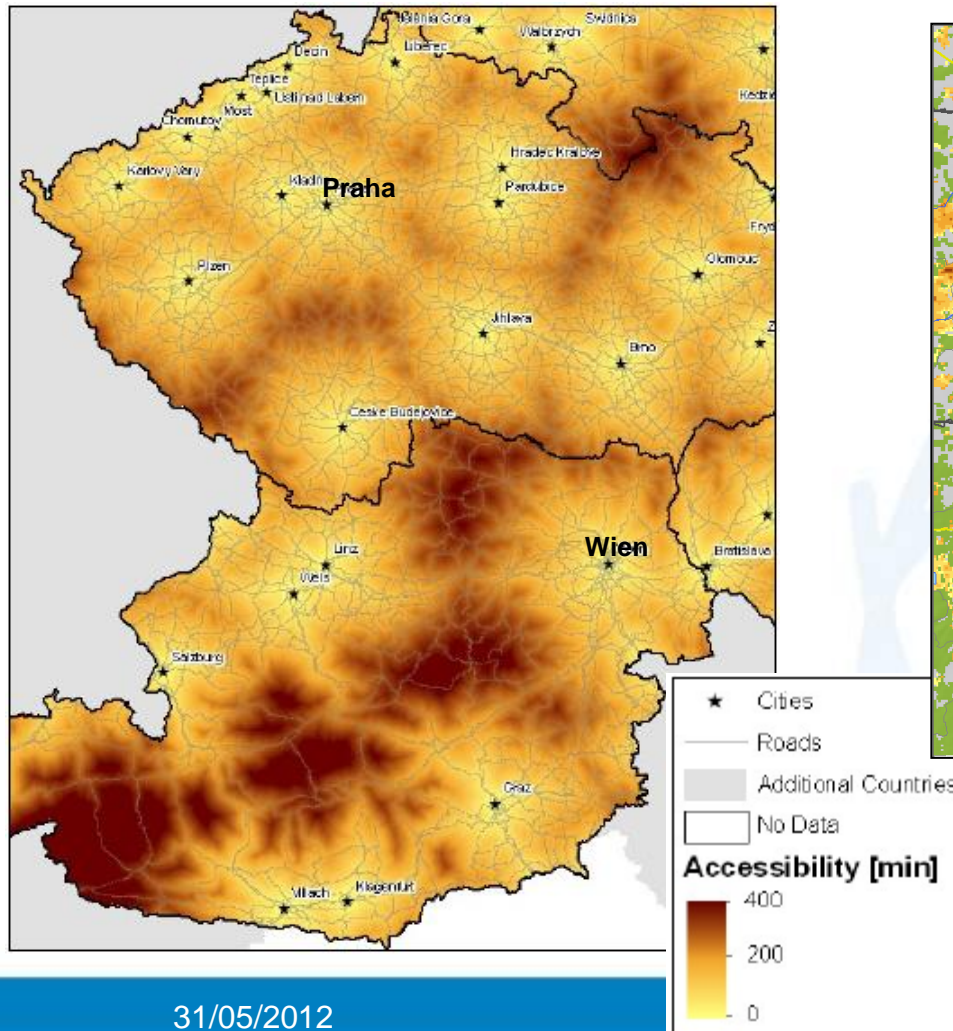 Jelenia Gora
Swidnica
Walbrzych
Liberec
Decin
Teplice
Usti nad Labem
Most
Chomutov
Karlovy Vary
Hradec Kralove
Kladno
Praha
Pardubice
Plzen
Olomouc
Jihlava
Brno
Ceske Budejovice
Linz
Wels
Wien
Bratislava
Salzburg
Graz
Villach
Klagenfurt
Cities
Roads
Additional Countries
No Data
Accessibility [min]
400
200
0
31/05/2012